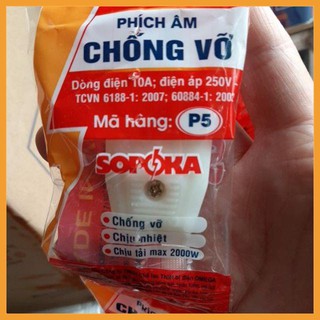 PHÍCH ÂM
CHỐNG VỠ
Dòng điện 10A; điện áp 250V
TCVN 6188-1: 2007; 60884-1:
Mã hàng: P5
SOPOKA
Chống vỡ
Chịu nhiệt
Chịu tải max 2000W